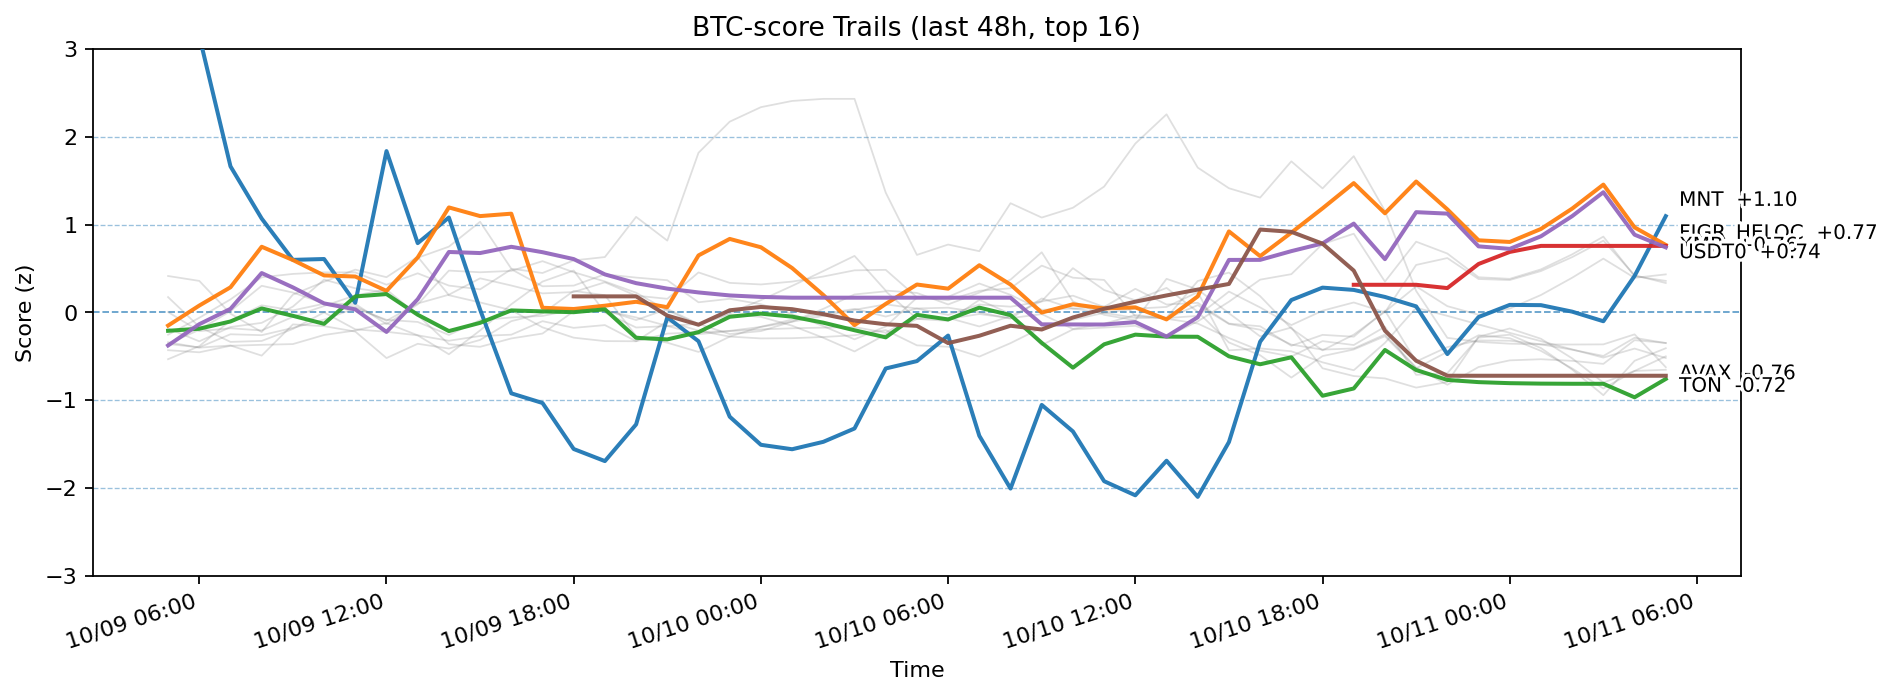 BTC-score Trails (last 48h, top 16)
Score (z)
3
2
1
0
−1
−2
−3
MNT +1.10
FIGR_HELOC +0.77
USDT0 +0.74
AVAX -0.76
TON -0.72
10/09 06:00
10/09 12:00
10/09 18:00
10/10 00:00
10/10 06:00
10/10 12:00
10/10 18:00
10/11 00:00
10/11 06:00
Time